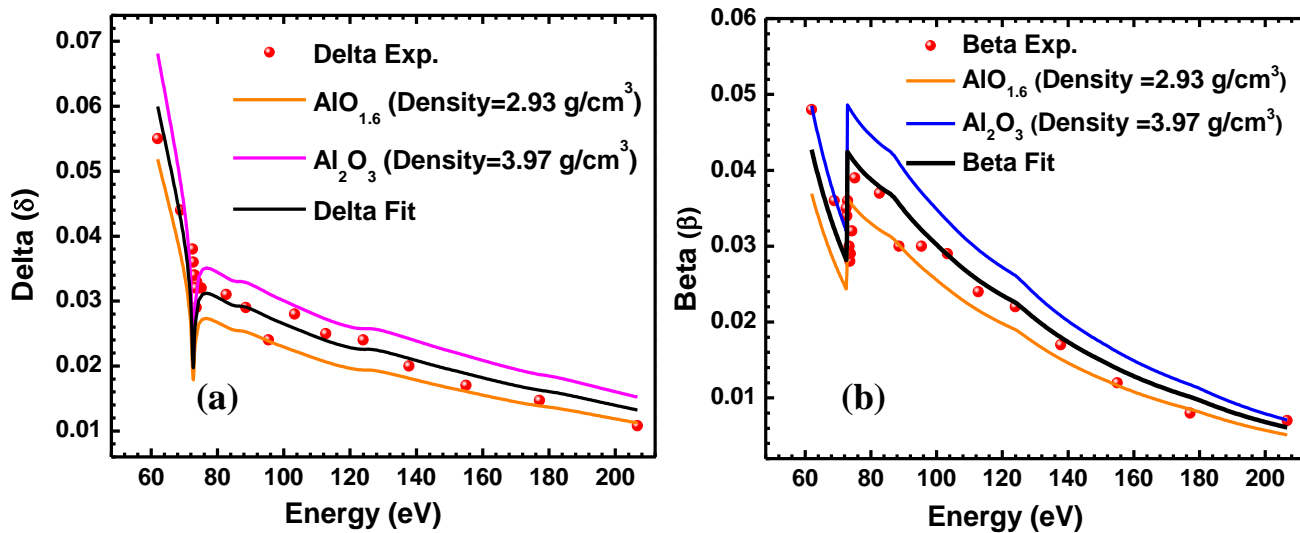 0.07
0.06
0.05
0.04
0.03
0.02
0.01
Delta (δ)
Delta Exp.
AlO1.6 (Density=2.93 g/cm3)
Al2O3 (Density=3.97 g/cm3)
Delta Fit
(a)
60 80 100 120 140 160 180 200
Energy (eV)
0.06
0.05
0.04
0.03
0.01
Beta (β)
Beta Exp.
AlO1.6 (Density =2.93 g/cm3)
Al2O3 (Density =3.97 g/cm3)
Beta Fit
(b)
60 80 100 120 140 160 180 200
Energy (eV)